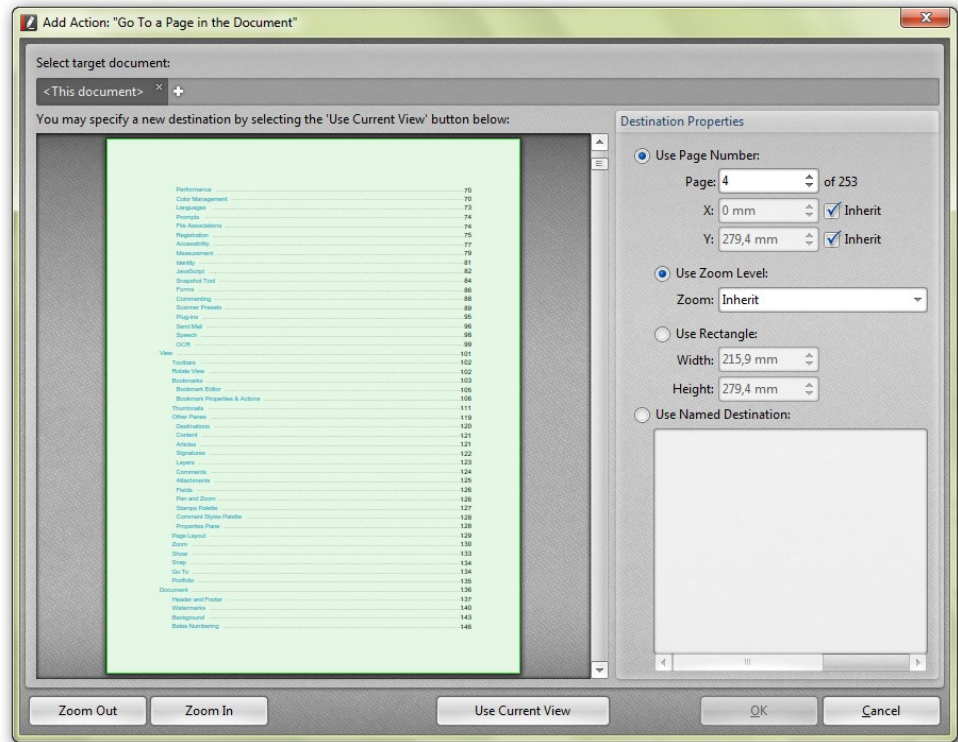 Add Action: "Go To a Page in the Document"
Select target document:
<This document>
You may specify a new destination by selecting the 'Use Current View' button below:
Performance 70
Color Management 70
Languages 73
Prompts 74
File Associations 74
Registration 75
Accessibility 77
Measurement 79
Identity 81
JavaScript 82
Snapshot Tool 84
Forms 86
Commenting 88
Scanner Presets 89
Plug-ins 95
Send Mail 96
Speech 98
OCR 99
View 101
Toolbars 102
Rotate View 102
Bookmarks 103
Bookmark Editor 105
Bookmark Properties & Actions 106
Thumbnails 111
Other Panes 119
Destinations 120
Content 121
Articles 121
Signatures 122
Layers 123
Comments 124
Attachments 125
Fields 126
Pan and Zoom 126
Stamps Palette 127
Comment Styles Palette 128
Properties Pane 128
Page Layout 129
Zoom 130
Show 133
Snap 134
Go To 134
Portfolio 135
Document 136
Header and Footer 137
Watermarks 140
Background 143
Bates Numbering 146
Destination Properties
Use Page Number:
Page: 4 of 253
X: 0 mm Inherit
Y: 279,4 mm Inherit
Use Zoom Level:
Zoom: Inherit
Use Rectangle:
Width: 215,9 mm
Height: 279,4 mm
Use Named Destination:
Zoom Out Zoom In Use Current View OK Cancel